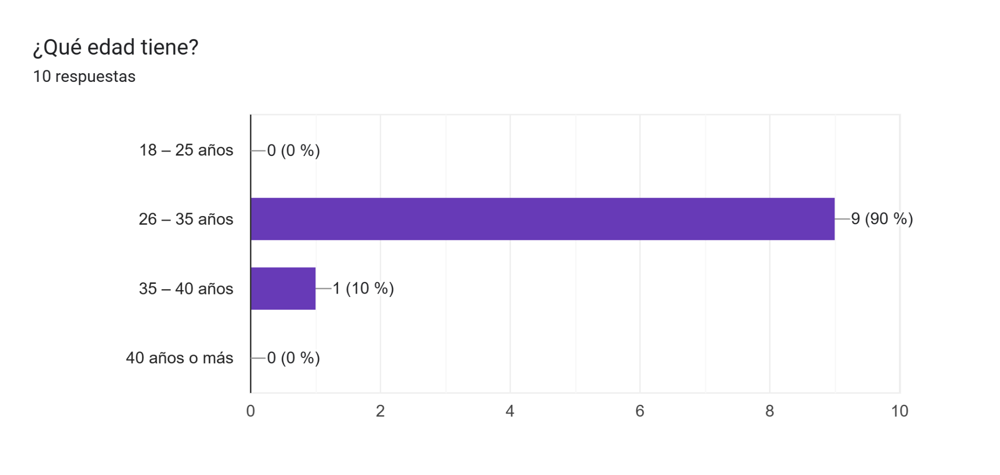 ¿Qué edad tiene?
10 respuestas
18 – 25 años
0 (0 %)
26 – 35 años
9 (90 %)
35 – 40 años
1 (10 %)
40 años o más
0 (0 %)
0 2 4 6 8 10